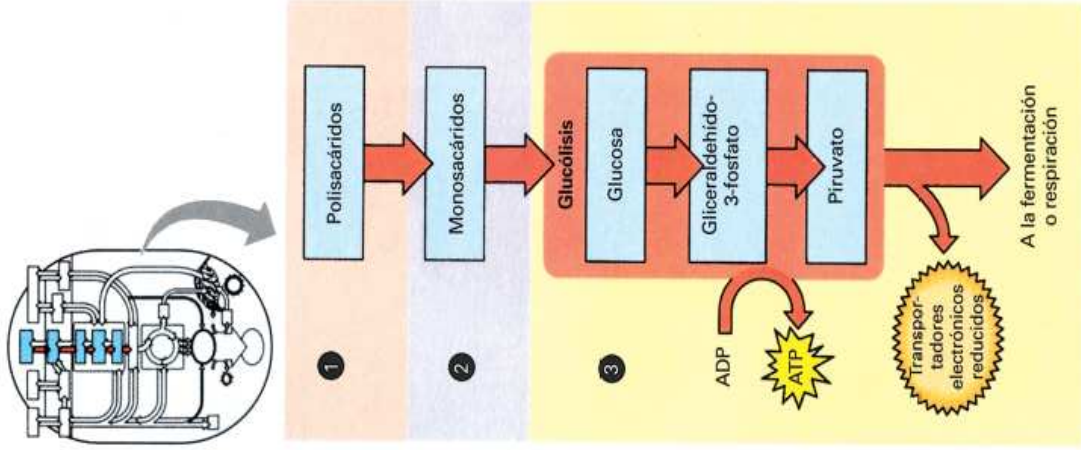 1
Polisacáridos
2
Monosacáridos
3
Glucólisis
Glucosa
Gliceraldehído-
3-fosfato
Piruvato
ADP
ATP
Transpor-
tadores
electrónicos
reducidos
A la fermentación
o respiración